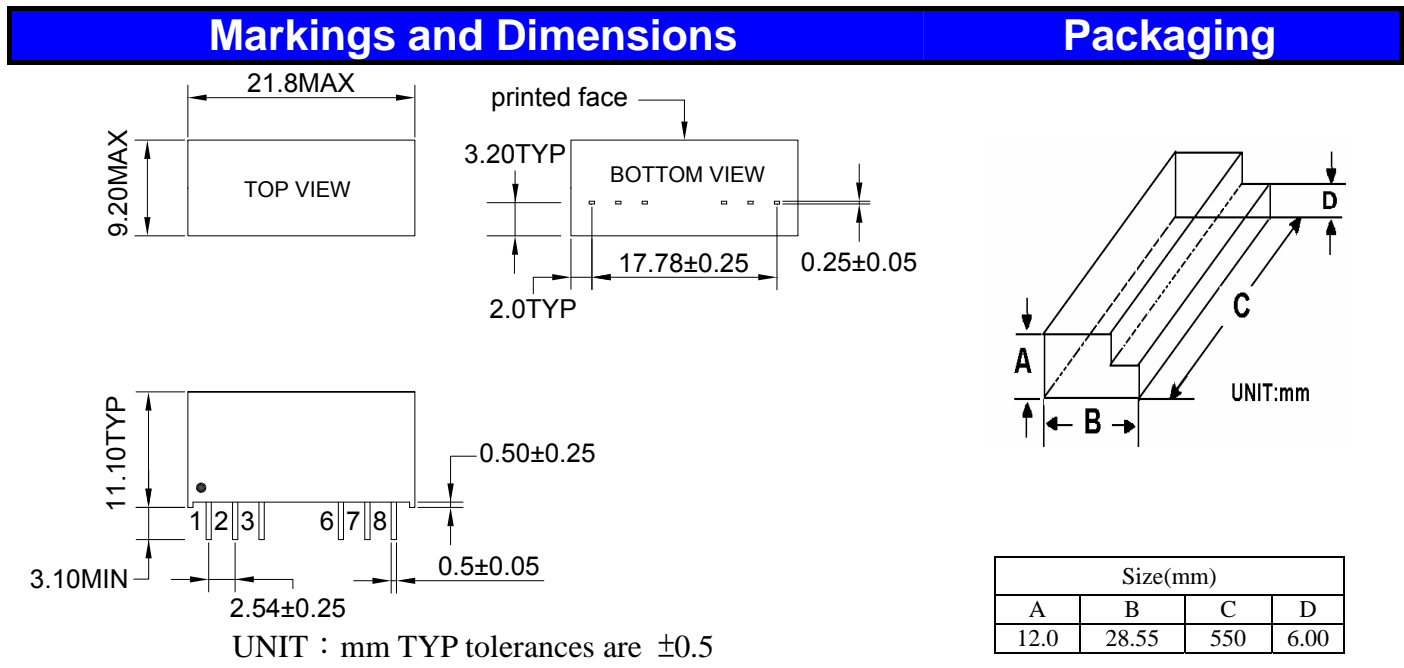 Markings and Dimensions
Packaging
21.8MAX
9.20MAX
TOP VIEW
printed face
3.20TYP
BOTTOM VIEW
17.78±0.25
0.25±0.05
2.0TYP
11.10TYP
0.50±0.25
1 2 3 6 7 8
3.10MIN
0.5±0.05
2.54±0.25
UNIT：mm TYP tolerances are ±0.5
D
C
A
UNIT:mm
B
Size(mm)
A B C D
12.0 28.55 550 6.00